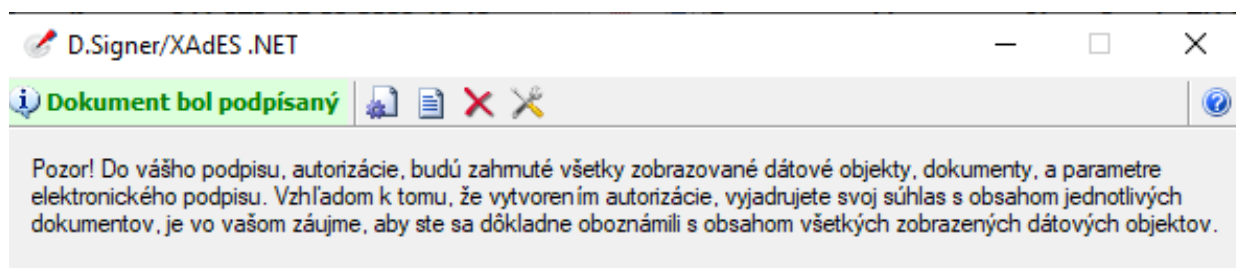 D.Signer/XAdES .NET
Dokument bol podpísaný
Pozor! Do vášho podpisu, autorizácie, budú zahrnuté všetky zobrazované dátové objekty, dokumenty, a parametre
elektronického podpisu. Vzhľadom k tomu, že vytvorením autorizácie, vyjadrujete svoj súhlas s obsahom jednotlivých
dokumentov, je vo vašom záujme, aby ste sa dôkladne oboznámili s obsahom všetkých zobrazených dátových objektov.